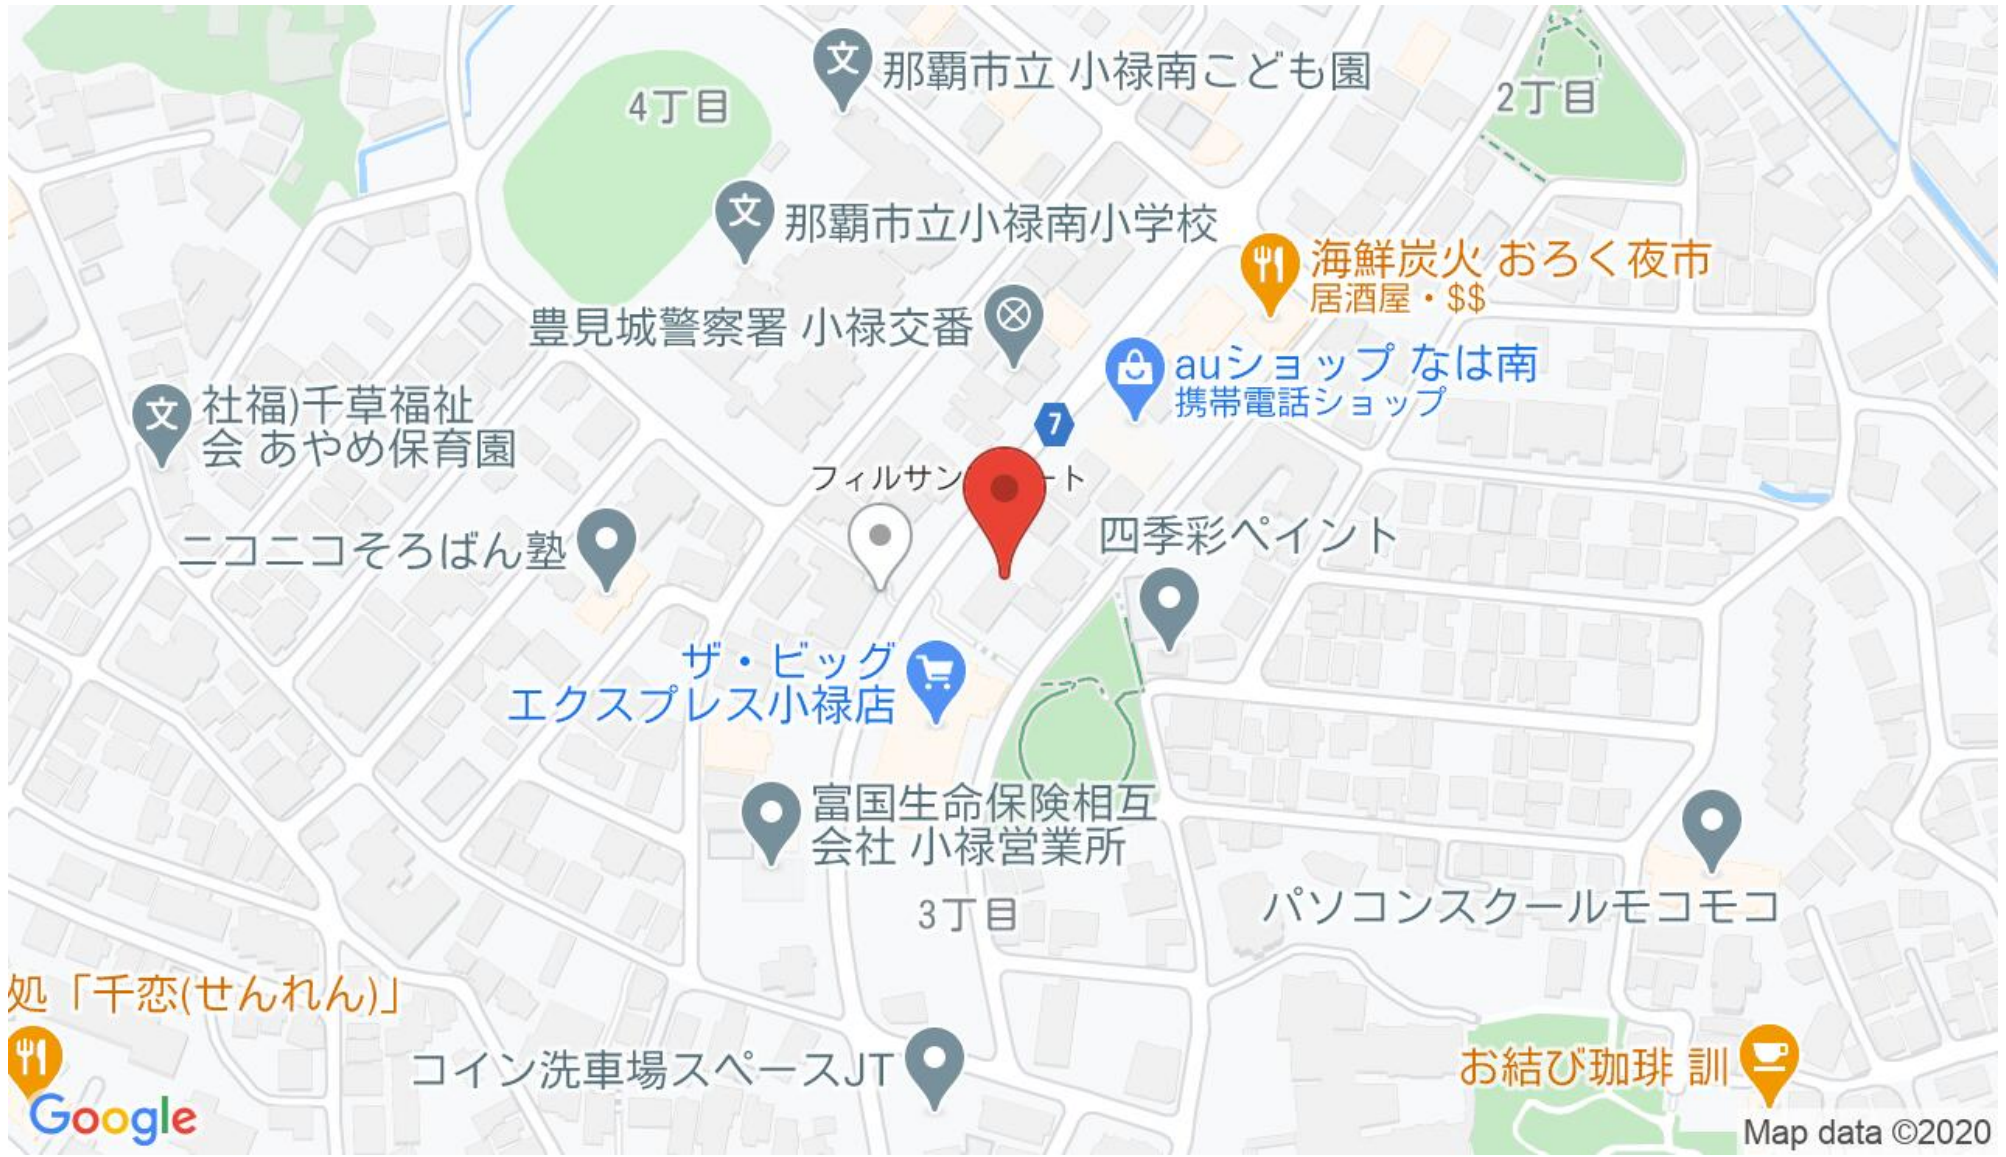 那覇市立 小禄南こども園
4丁目
2丁目
那覇市立小禄南小学校
海鮮炭火 おろく夜市
居酒屋・$$
豊見城警察署 小禄交番
auショップ なは南
携帯電話ショップ
社福)千草福祉
会 あやめ保育園
7
フィルサン
ート
四季彩ペイント
ニコニコそろばん塾
ザ・ビッグ
エクスプレス小禄店
富国生命保険相互
会社 小禄営業所
3丁目
パソコンスクールモコモコ
処「千恋(せんれん)」
コイン洗車場スペースJT
お結び珈琲 訓
Google
Map data ©2020